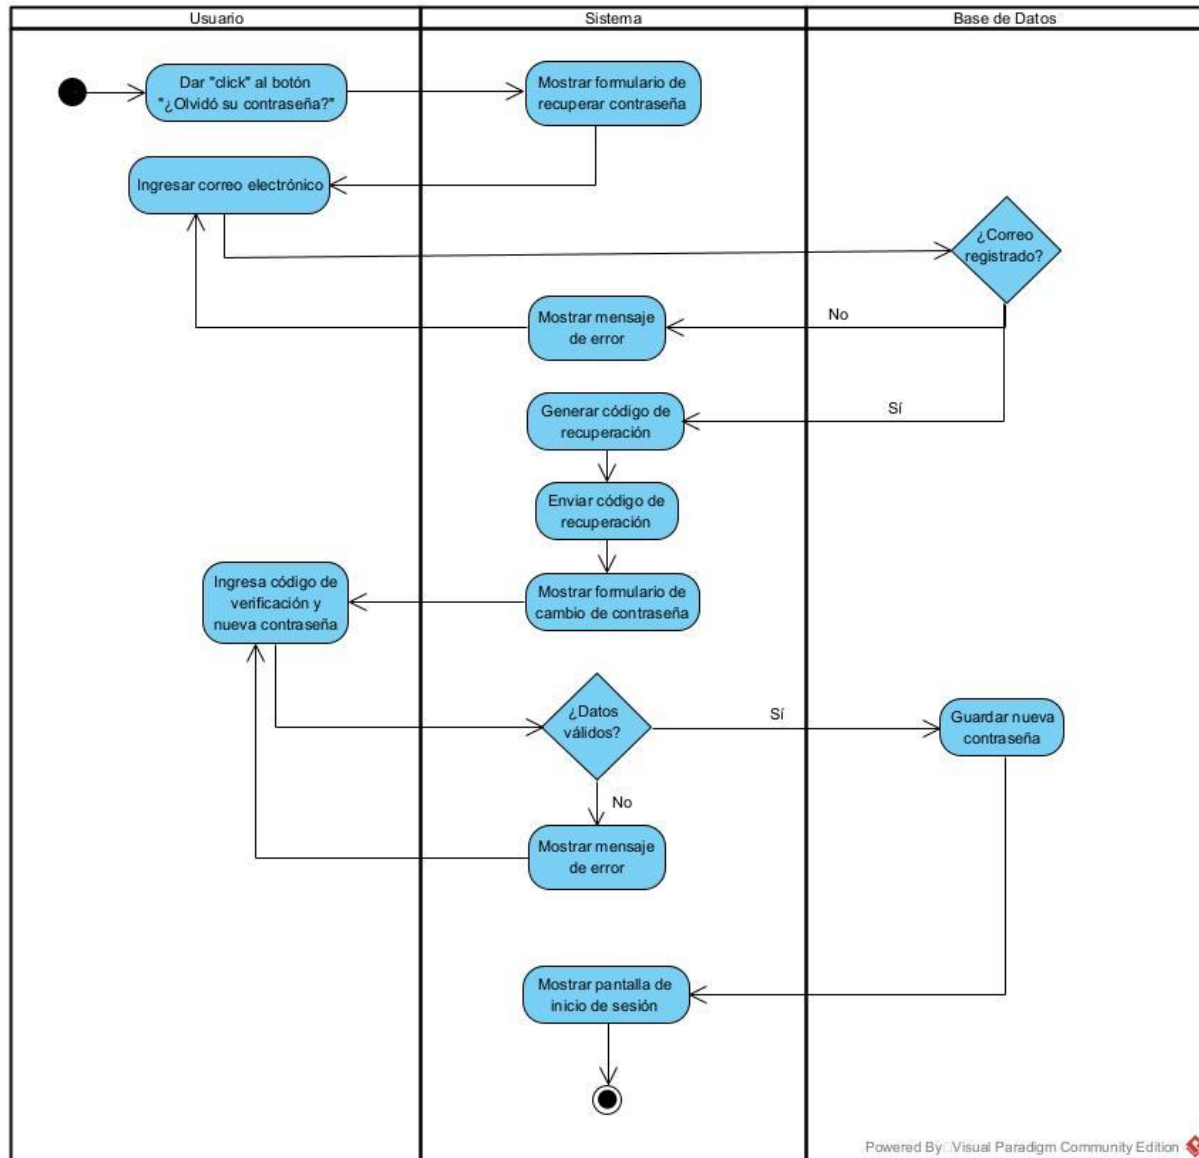 Usuario
Sistema
Base de Datos
Dar "click" al botón
"¿Olvidó su contraseña?"
Mostrar formulario de
recuperar contraseña
Ingresar correo electrónico
¿Correo
registrado?
Mostrar mensaje
de error
No
Generar código de
recuperación
Sí
Enviar código de
recuperación
Mostrar formulario de
cambio de contraseña
Ingresa código de
verificación y
nueva contraseña
¿Datos
válidos?
Sí
Guardar nueva
contraseña
No
Mostrar mensaje
de error
Mostrar pantalla de
inicio de sesión
Powered By Visual Paradigm Community Edition